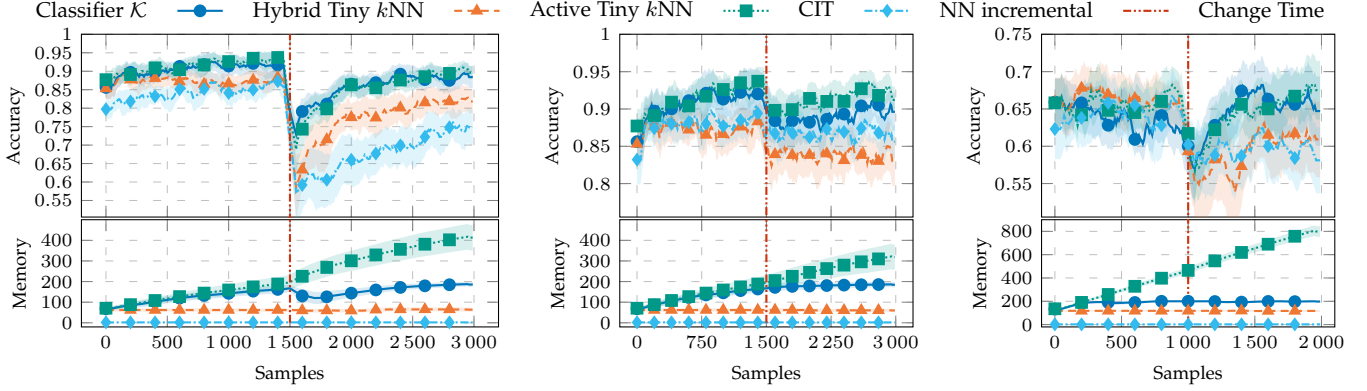 Classifier K Hybrid Tiny kNN Active Tiny kNN CIT NN incremental Change Time
Accuracy
1
0.95
0.9
0.85
0.8
0.75
0.7
0.65
0.6
0.55
Memory
400
300
200
100
0
0 500 1 000 1 500 2 000 2 500 3 000
Samples
Accuracy
1
0.95
0.9
0.85
0.8
Memory
400
300
200
100
0
0 750 1 500 2 250 3 000
Samples
Accuracy
0.75
0.7
0.65
0.6
0.55
Memory
800
600
400
200
0
0 500 1 000 1 500 2 000
Samples